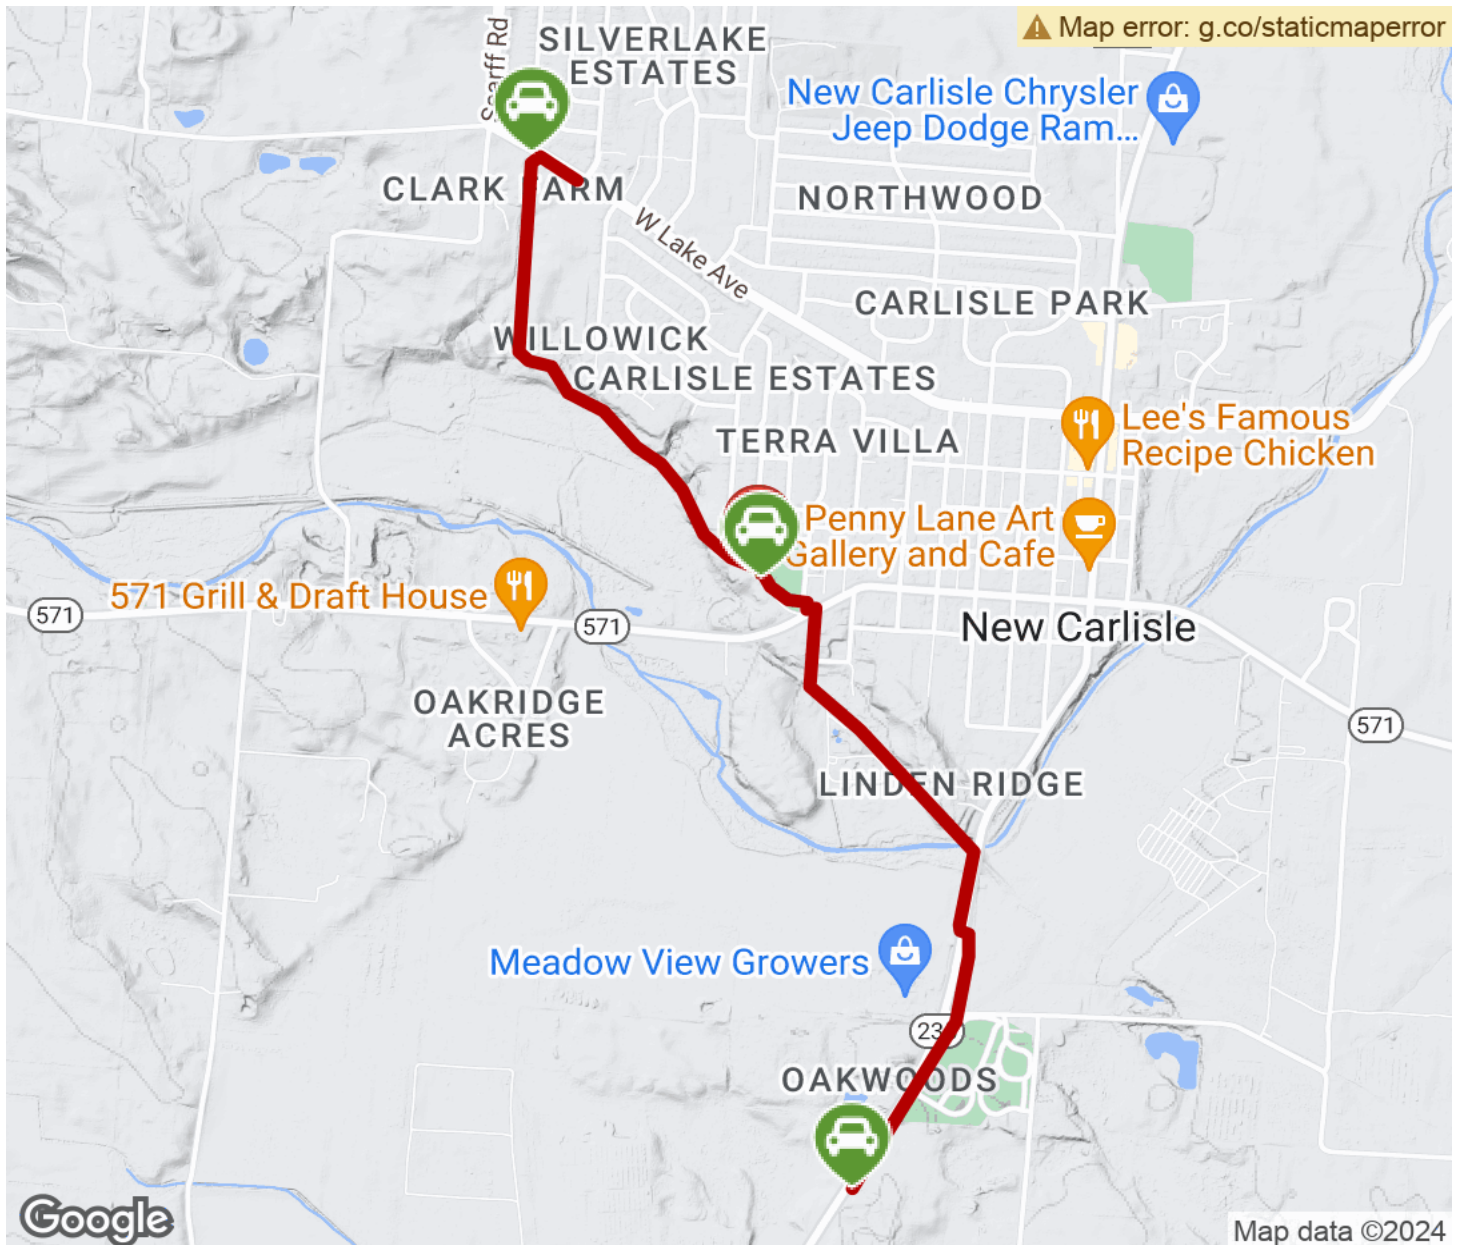 Map error: g.co/staticmaperror
Scarff Rd
SILVERLAKE
ESTATES
New Carlisle Chrysler
Jeep Dodge Ram...
CLARK FARM
NORTHWOOD
W Lake Ave
CARLISLE PARK
WILLOWICK
CARLISLE ESTATES
TERRA VILLA
Lee's Famous
Recipe Chicken
Penny Lane Art
Gallery and Cafe
571 Grill & Draft House
571
571
New Carlisle
OAKRIDGE
ACRES
571
LINDEN RIDGE
Meadow View Growers
OAKWOODS
Google
Map data ©2024